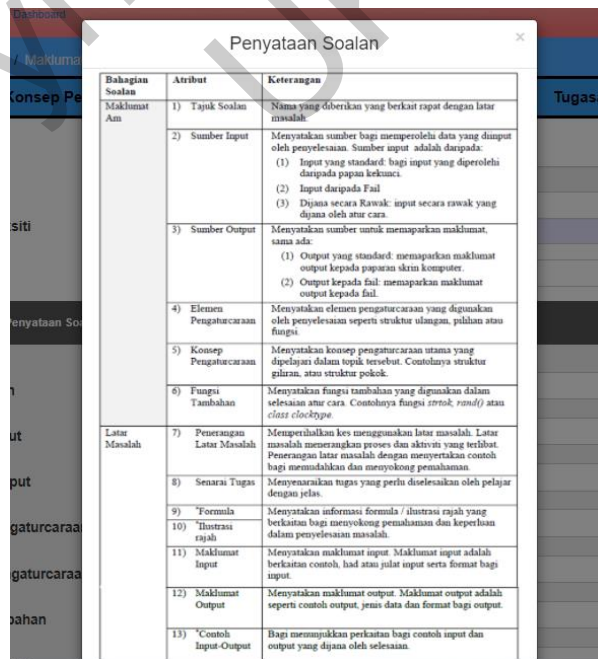 Dashboard
/ Makluma
Penyataan Soalan
×
Konsep Pe
Tugasa
siti
enyataan Soa
ut
put
gaturcaraa
gaturcaraa
bahan
Bahagian Soalan
Atribut
Keterangan
Maklumat Am
1) Tajuk Soalan
Nama yang diberikan yang berkait rapat dengan latar
masalah.
2) Sumber Input
Menyatakan sumber bagi memperolehi data yang diinput
oleh penyelesaian. Sumber input adalah daripada:
(1) Input yang standard: bagi input yang diperolehi
daripada papan kekunci.
(2) Input daripada Fail
(3) Dijana secara Rawak: input secara rawak yang
dijana oleh atur cara.
3) Sumber Output
Menyatakan sumber untuk memaparkan maklumat,
sama ada:
(1) Output yang standard: memaparkan maklumat
output kepada paparan skrin komputer.
(2) Output kepada fail: memaparkan maklumat
output kepada fail.
4) Elemen
Pengaturcaraan
Menyatakan elemen pengaturcaraan yang digunakan
oleh penyelesaian seperti struktur ulangan, pilihan atau
fungsi.
5) Konsep
Pengaturcaraan
Menyatakan konsep pengaturcaraan utama yang
dipelajari dalam topik tersebut. Contohnya struktur
giliran, atau struktur pokok.
6) Fungsi
Tambahan
Menyatakan fungsi tambahan yang digunakan dalam
selesaian atur cara. Contohnya fungsi strtok, rand() atau
class clocktype.
Latar
Masalah
7) Penerangan
Latar Masalah
Memperihalkan kes menggunakan latar masalah. Latar
masalah menerangkan proses dan aktiviti yang terlibat.
Penerangan latar masalah dengan menyertakan contoh
bagi memudahkan dan menyokong pemahaman.
8) Senarai Tugas
Menyenaraikan tugas yang perlu diselesaikan oleh pelajar
dengan jelas.
9) *Formula
10) *Ilustrasi
rajah
Menyatakan informasi formula / ilustrasi rajah yang
berkaitan bagi menyokong pemahaman dan keperluan
dalam penyelesaian masalah.
11) Maklumat
Input
Menyatakan maklumat input. Maklumat input adalah
berkaitan contoh, had atau julat input serta format bagi
input.
12) Maklumat
Output
Menyatakan maklumat output. Maklumat output adalah
seperti contoh output, jenis data dan format bagi output.
13) *Contoh
Input-Output
Bagi menunjukkan perkaitan bagi contoh input dan
output yang dijana oleh selesaian.